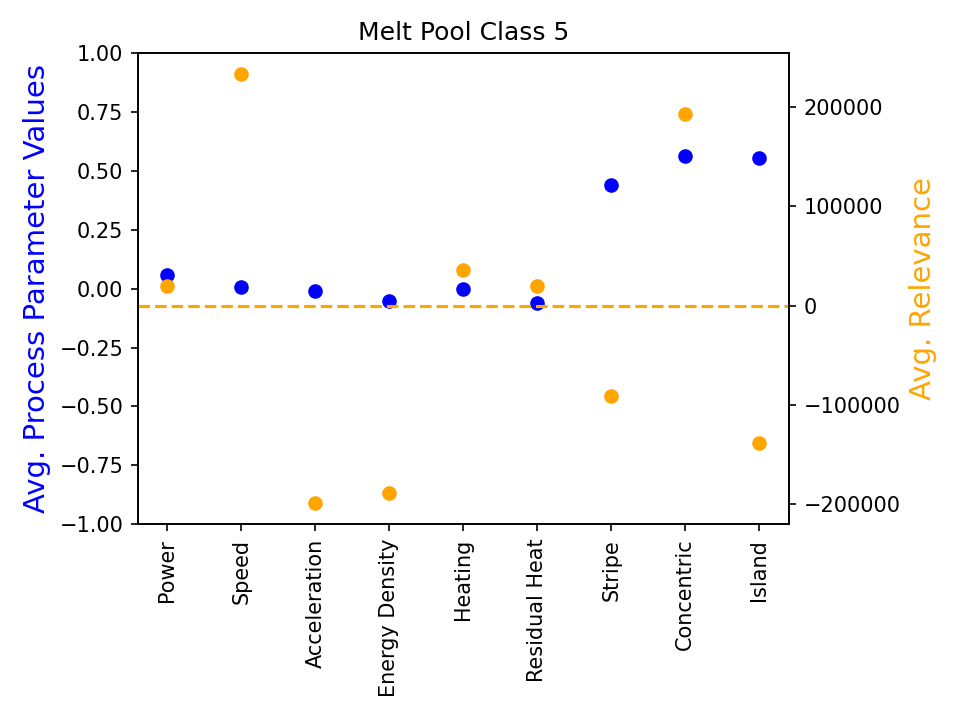 Melt Pool Class 5
Avg. Process Parameter Values
1.00
0.75
0.50
0.25
0.00
−0.25
−0.50
−0.75
−1.00
200000
100000
0
−100000
−200000
Avg. Relevance
Power
Speed
Acceleration
Energy Density
Heating
Residual Heat
Stripe
Concentric
Island